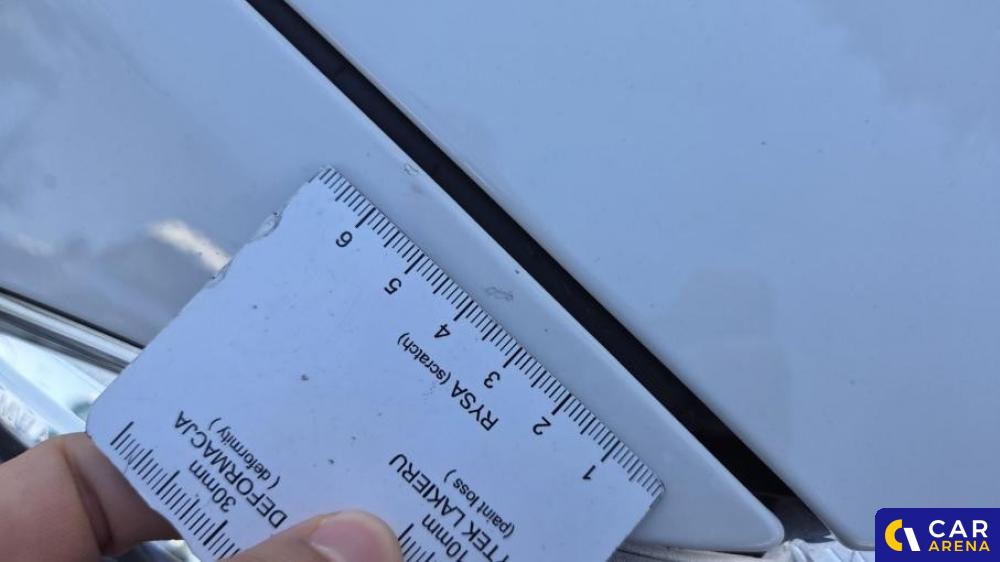 6
5
4
3
2
1
RYSA (scratch)
30mm
DEFORMACJA
( deformity )
10mm
TEK LAKIERU
(paint loss )
CAR
ARENA